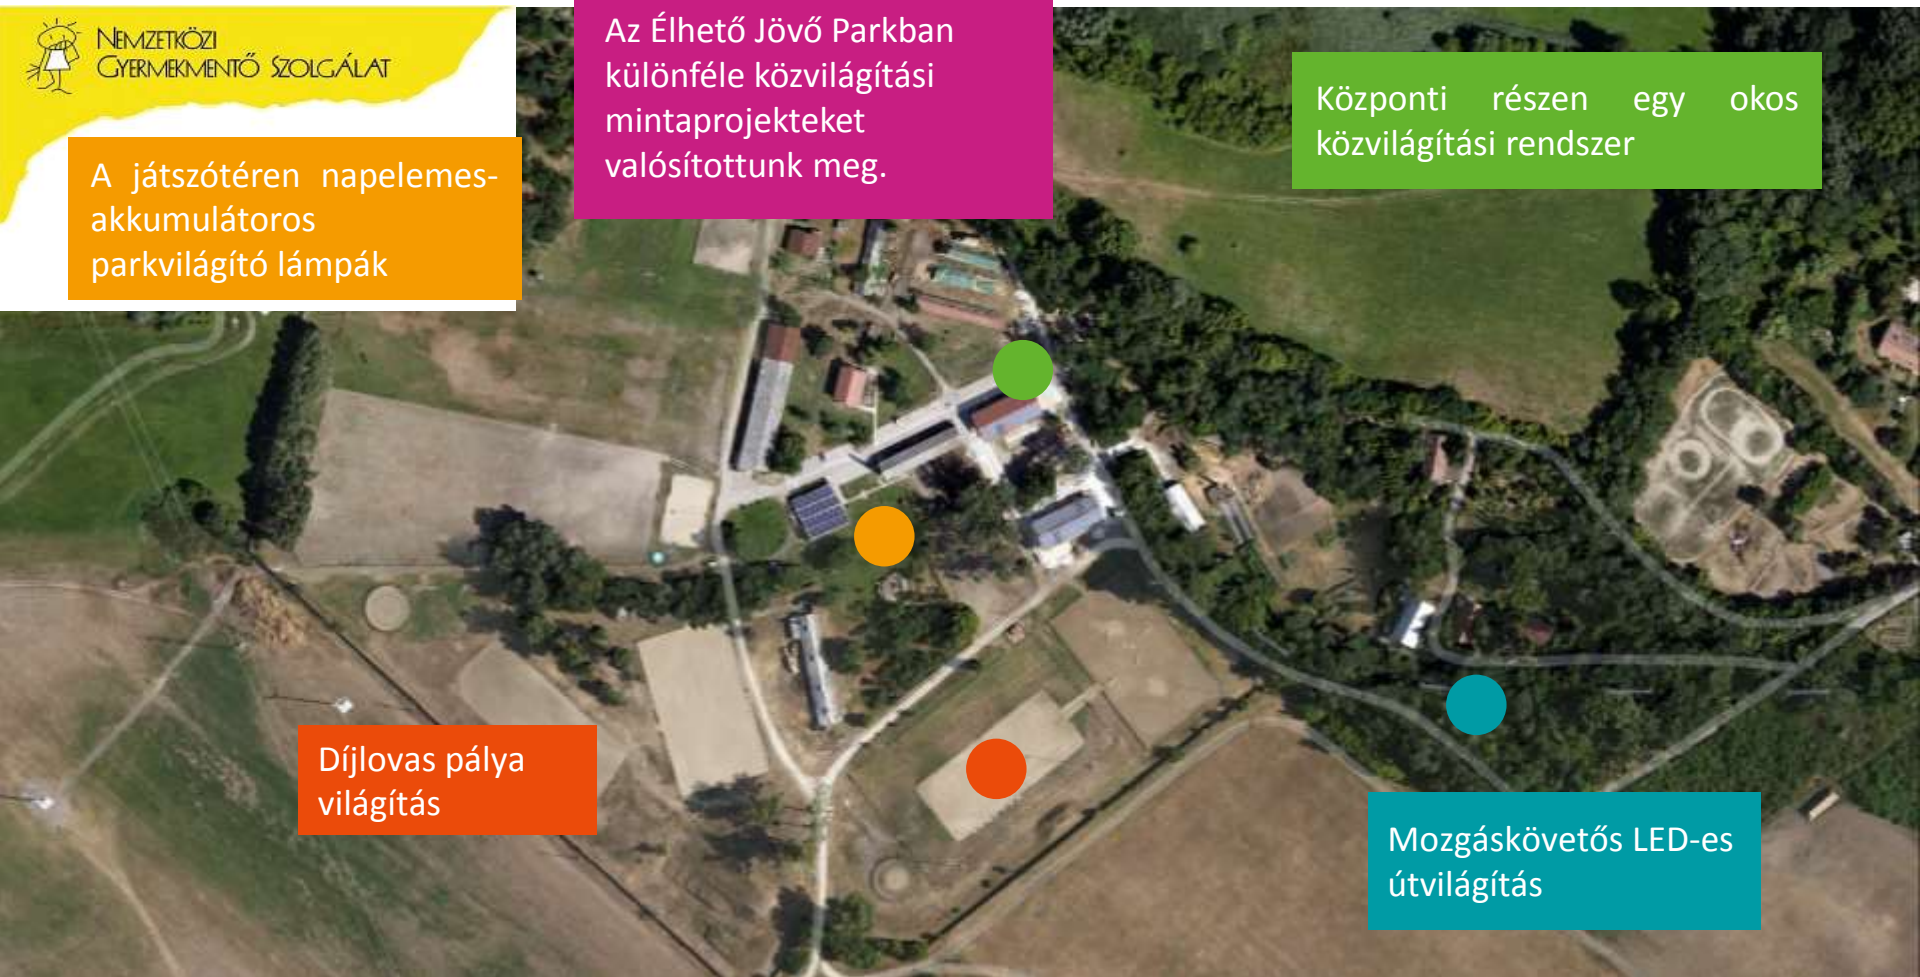 NEMZETKÖZI
GYERMEKMENTŐ SZOLGÁLAT
A játszótéren napelemes-
akkumulátoros
parkvilágító lámpák
Az Élhető Jövő Parkban
különféle közvilágítási
mintaprojekteket
valósítottunk meg.
Központi részen egy okos
közvilágítási rendszer
Díjlovas pálya
világítás
Mozgáskövetős LED-es
útvilágítás